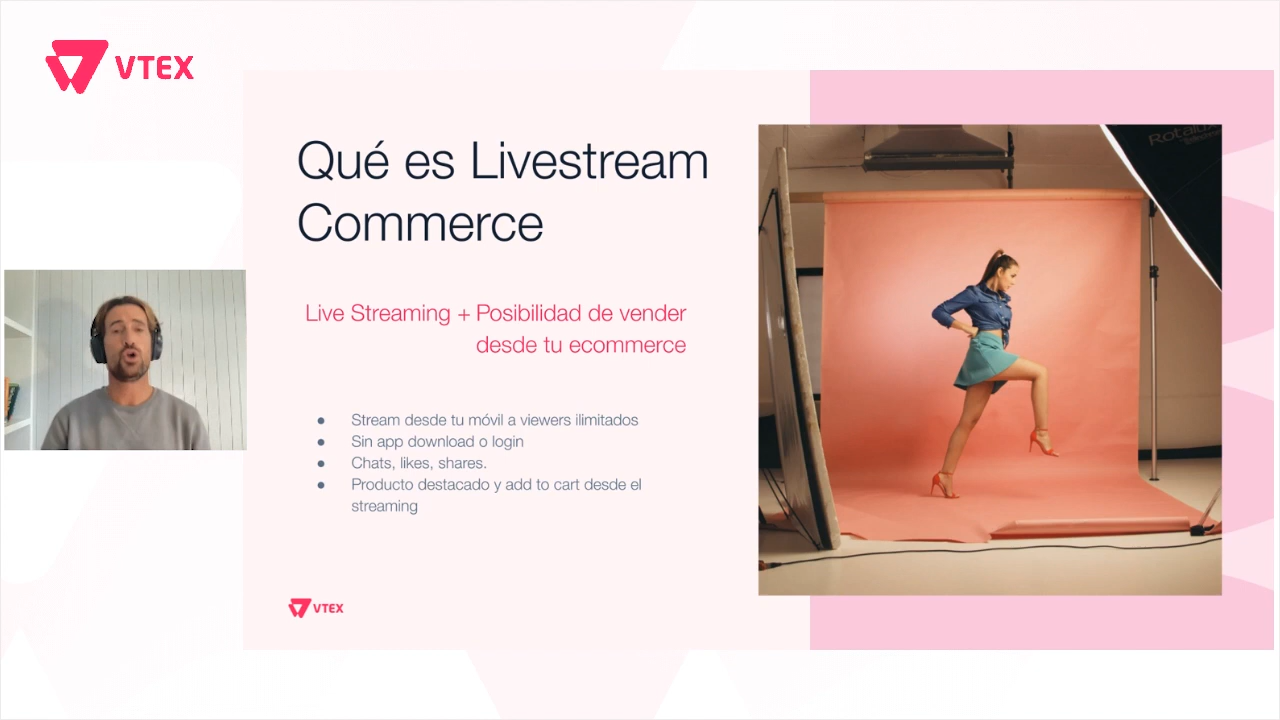 VTEX
Qué es Livestream
Commerce
Live Streaming + Posibilidad de vender
desde tu ecommerce
● Stream desde tu móvil a viewers ilimitados
● Sin app download o login
● Chats, likes, shares.
● Producto destacado y add to cart desde el
streaming
VTEX